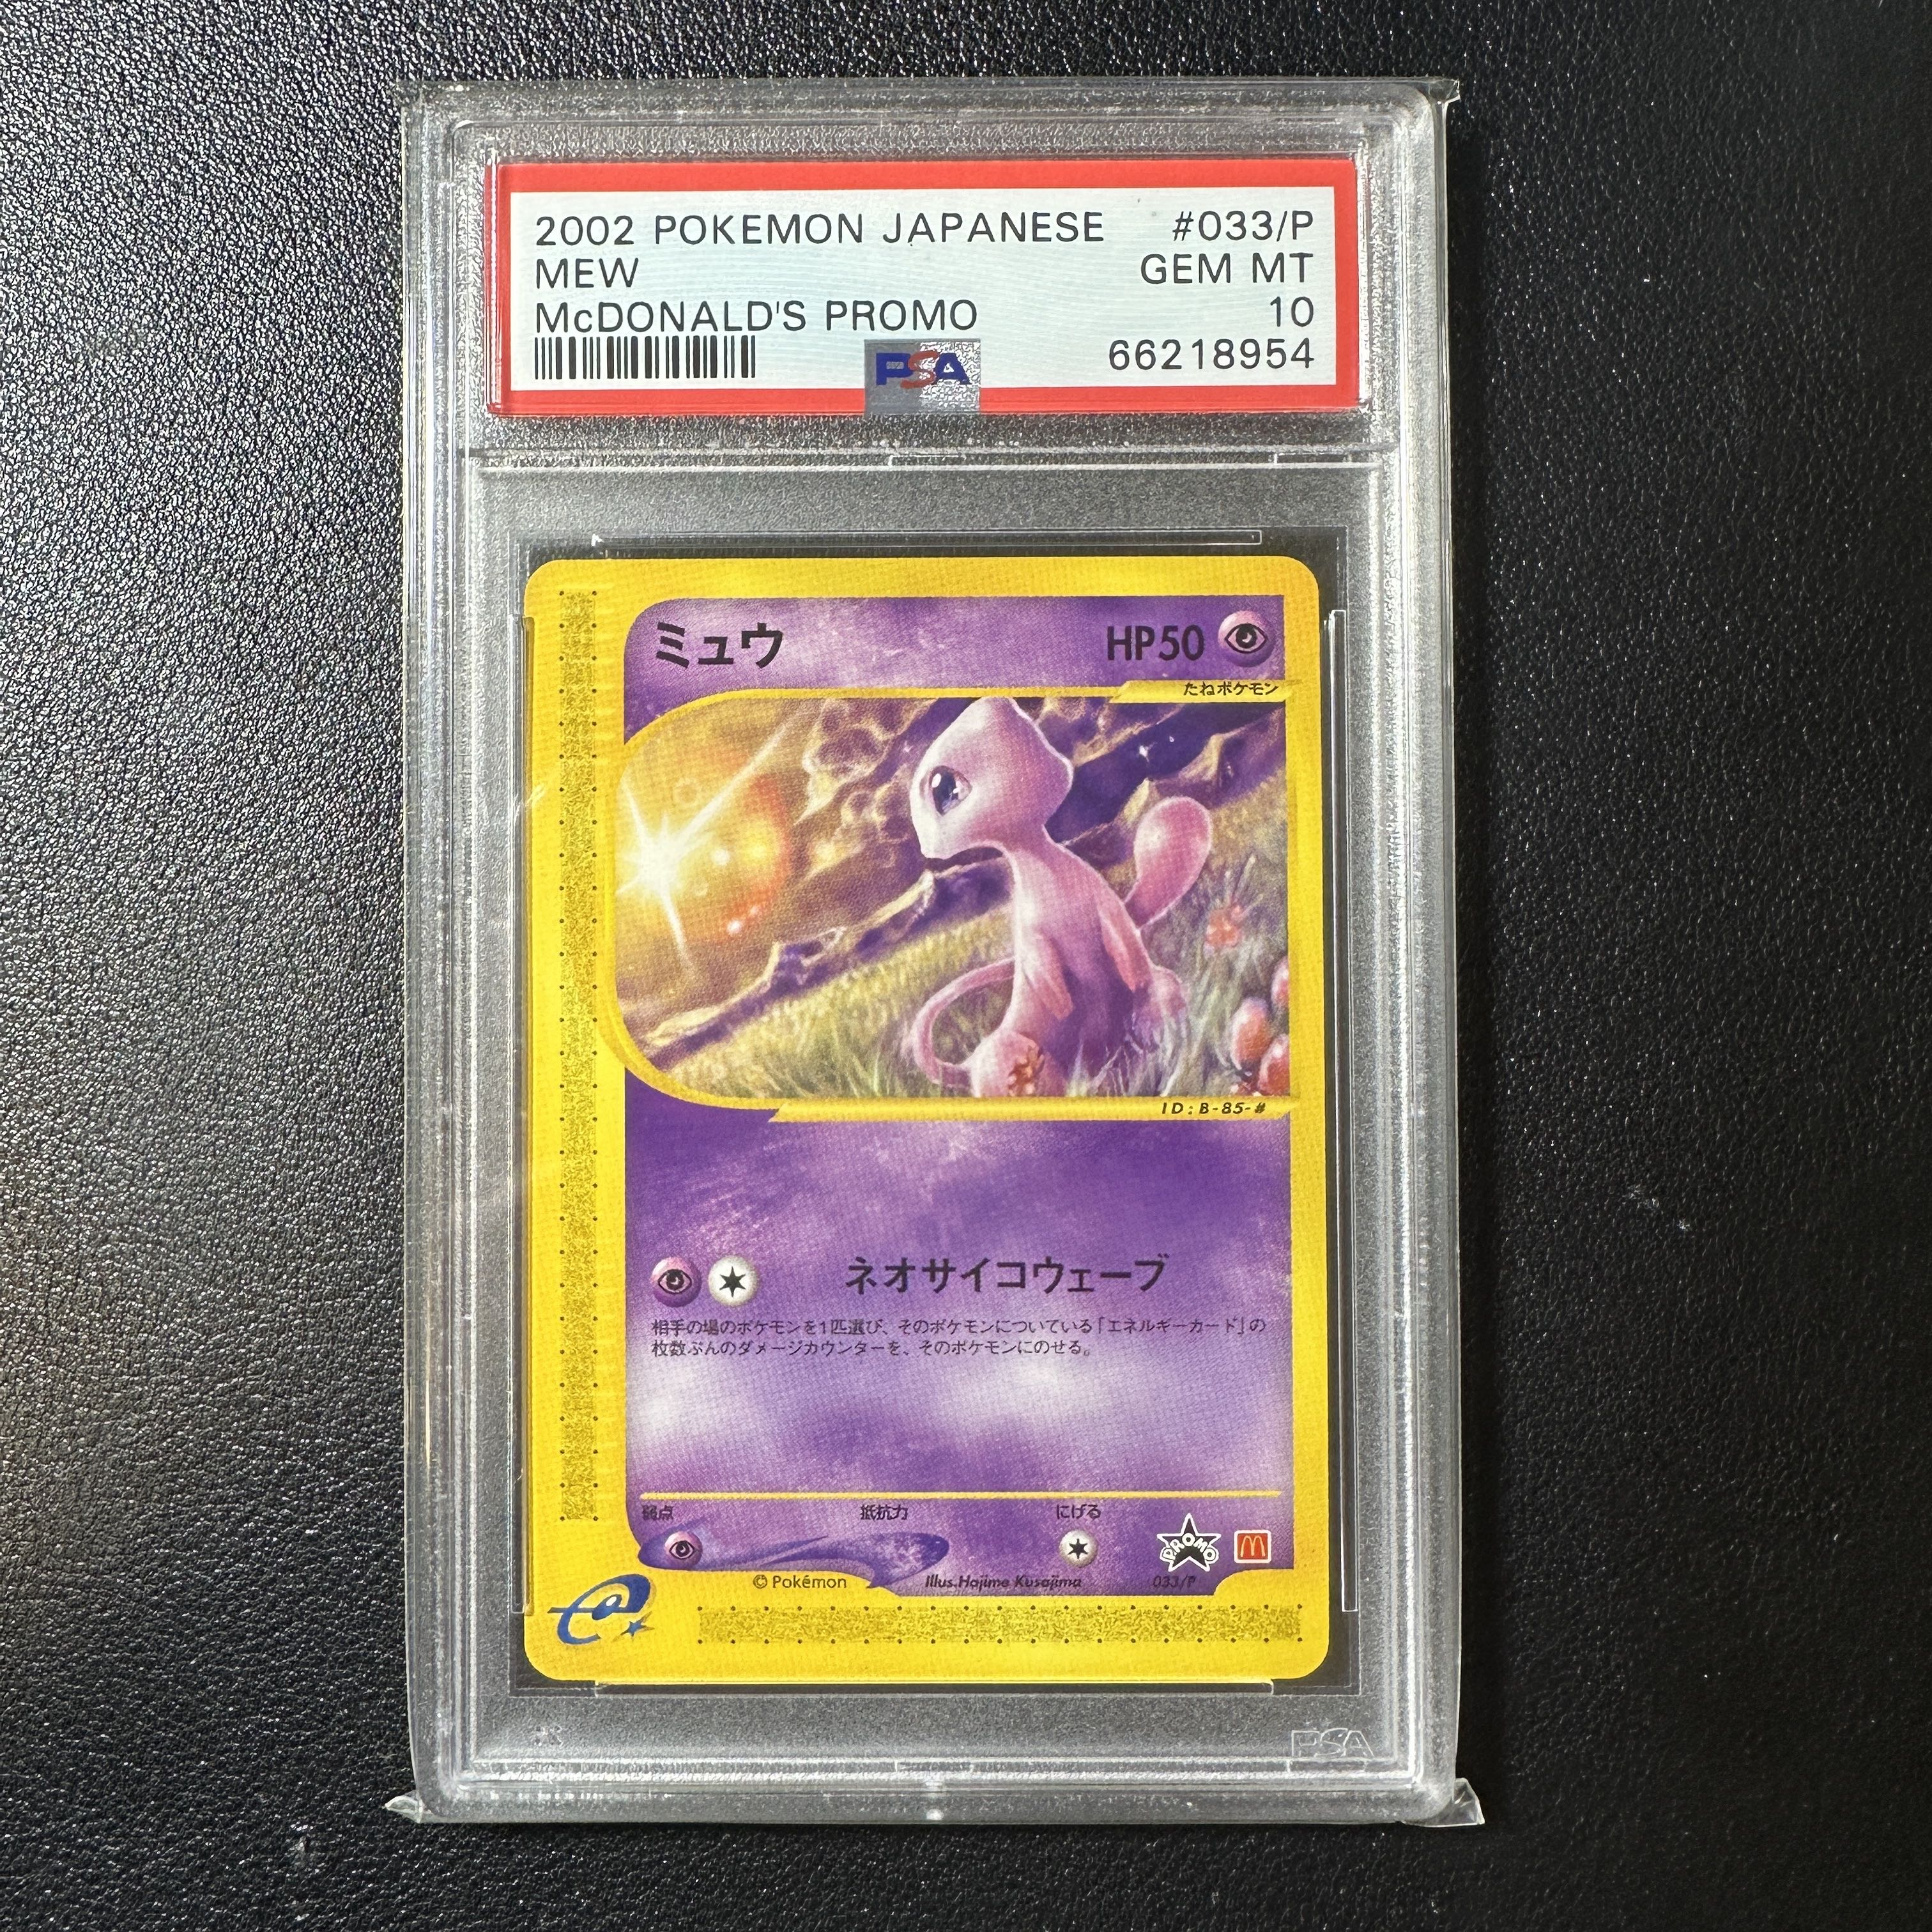 2002 POKEMON JAPANESE #033/P
MEW GEM MT
McDONALD'S PROMO 10
PSA 66218954
ミュウ HP50
たねポケモン
ID:B-85-#
ネオサイコウェーブ
相手の場のポケモンを1匹選び、そのポケモンについている「エネルギーカード」の
枚数ぶんのダメージカウンターを、そのポケモンにのせる。
弱点 抵抗力 にげる
PROMO
©Pokémon Illus.Hajime Kusajima 033/P
e
PSA